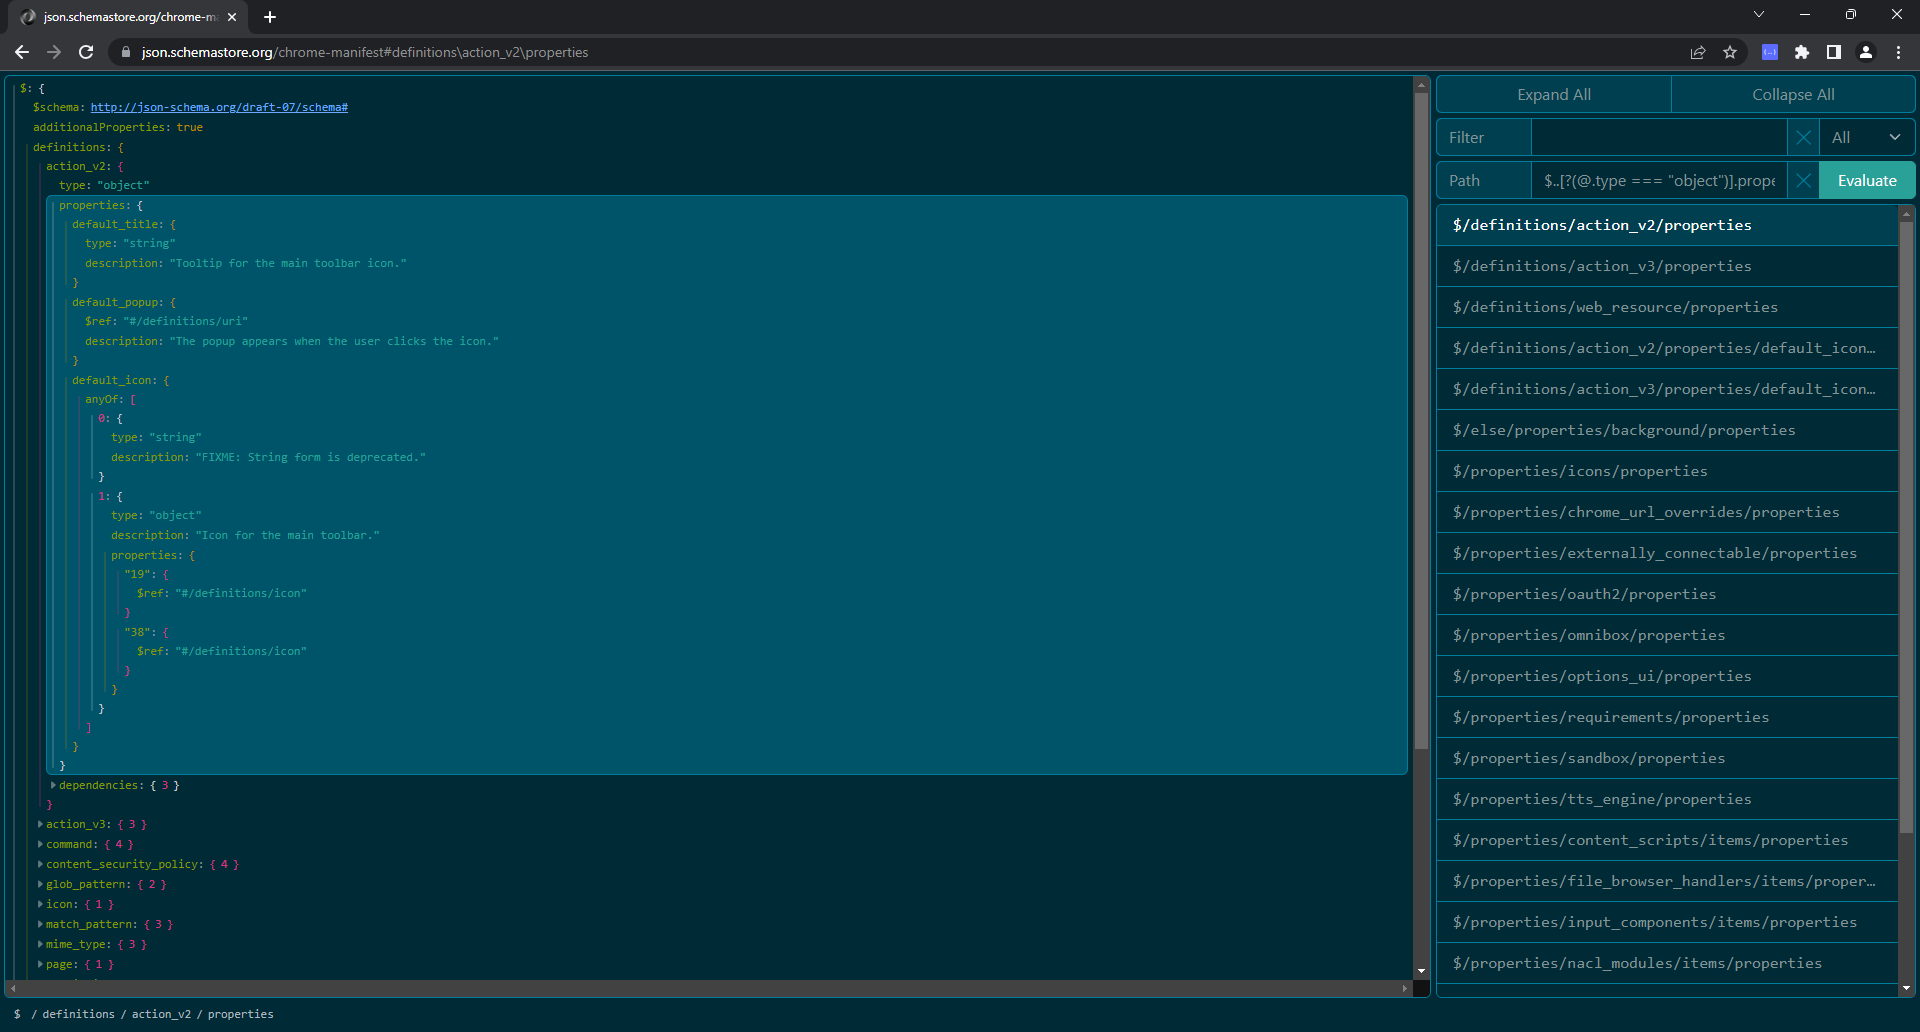 json.schemastore.org/chrome-m
json.schemastore.org/chrome-manifest#definitions\action_v2\properties
$: {
$schema: http://json-schema.org/draft-07/schema#
additionalProperties: true
definitions: {
action_v2: {
type: "object"
properties: {
default_title: {
type: "string"
description: "Tooltip for the main toolbar icon."
}
default_popup: {
$ref: "#/definitions/uri"
description: "The popup appears when the user clicks the icon."
}
default_icon: {
anyOf: [
0: {
type: "string"
description: "FIXME: String form is deprecated."
}
1: {
type: "object"
description: "Icon for the main toolbar."
properties: {
"19": {
$ref: "#/definitions/icon"
}
"38": {
$ref: "#/definitions/icon"
}
}
}
]
}
}
dependencies: { 3 }
}
action_v3: { 3 }
command: { 4 }
content_security_policy: { 4 }
glob_pattern: { 2 }
icon: { 1 }
match_pattern: { 3 }
mime_type: { 3 }
page: { 1 }
Expand All
Collapse All
Filter
All
Path
$..[?(@.type === "object")].prope
Evaluate
$/definitions/action_v2/properties
$/definitions/action_v3/properties
$/definitions/web_resource/properties
$/definitions/action_v2/properties/default_icon…
$/definitions/action_v3/properties/default_icon…
$/else/properties/background/properties
$/properties/icons/properties
$/properties/chrome_url_overrides/properties
$/properties/externally_connectable/properties
$/properties/oauth2/properties
$/properties/omnibox/properties
$/properties/options_ui/properties
$/properties/requirements/properties
$/properties/sandbox/properties
$/properties/tts_engine/properties
$/properties/content_scripts/items/properties
$/properties/file_browser_handlers/items/proper…
$/properties/input_components/items/properties
$/properties/nacl_modules/items/properties
$ / definitions / action_v2 / properties